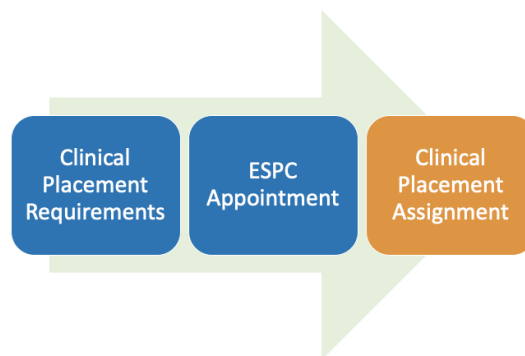 Clinical
Placement
Requirements
ESPC
Appointment
Clinical
Placement
Assignment